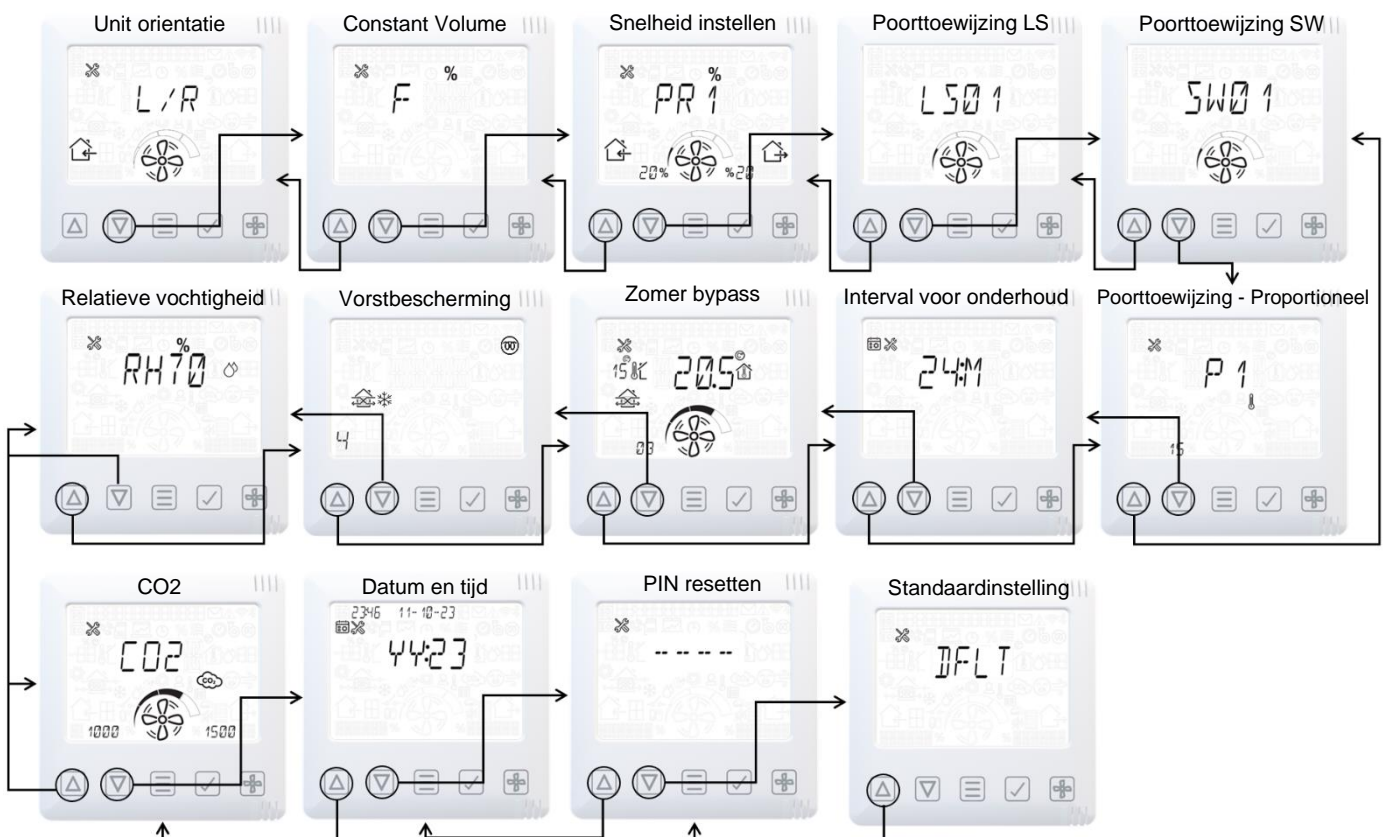 Unit orientatie
L/R
Constant Volume
%
F
Snelheid instellen
%
PR1
20% %20
Poorttoewijzing LS
LS01
Poorttoewijzing SW
SW01
Relatieve vochtigheid
%
RH70
Vorstbescherming
4
Zomer bypass
15 20.5
03
Interval voor onderhoud
24:M
Poorttoewijzing - Proportioneel
P1
15
CO2
CO2
CO₂
1000 1500
Datum en tijd
23:46 11-10-23
YY:23
PIN resetten
-- -- -- --
Standaardinstelling
DFLT